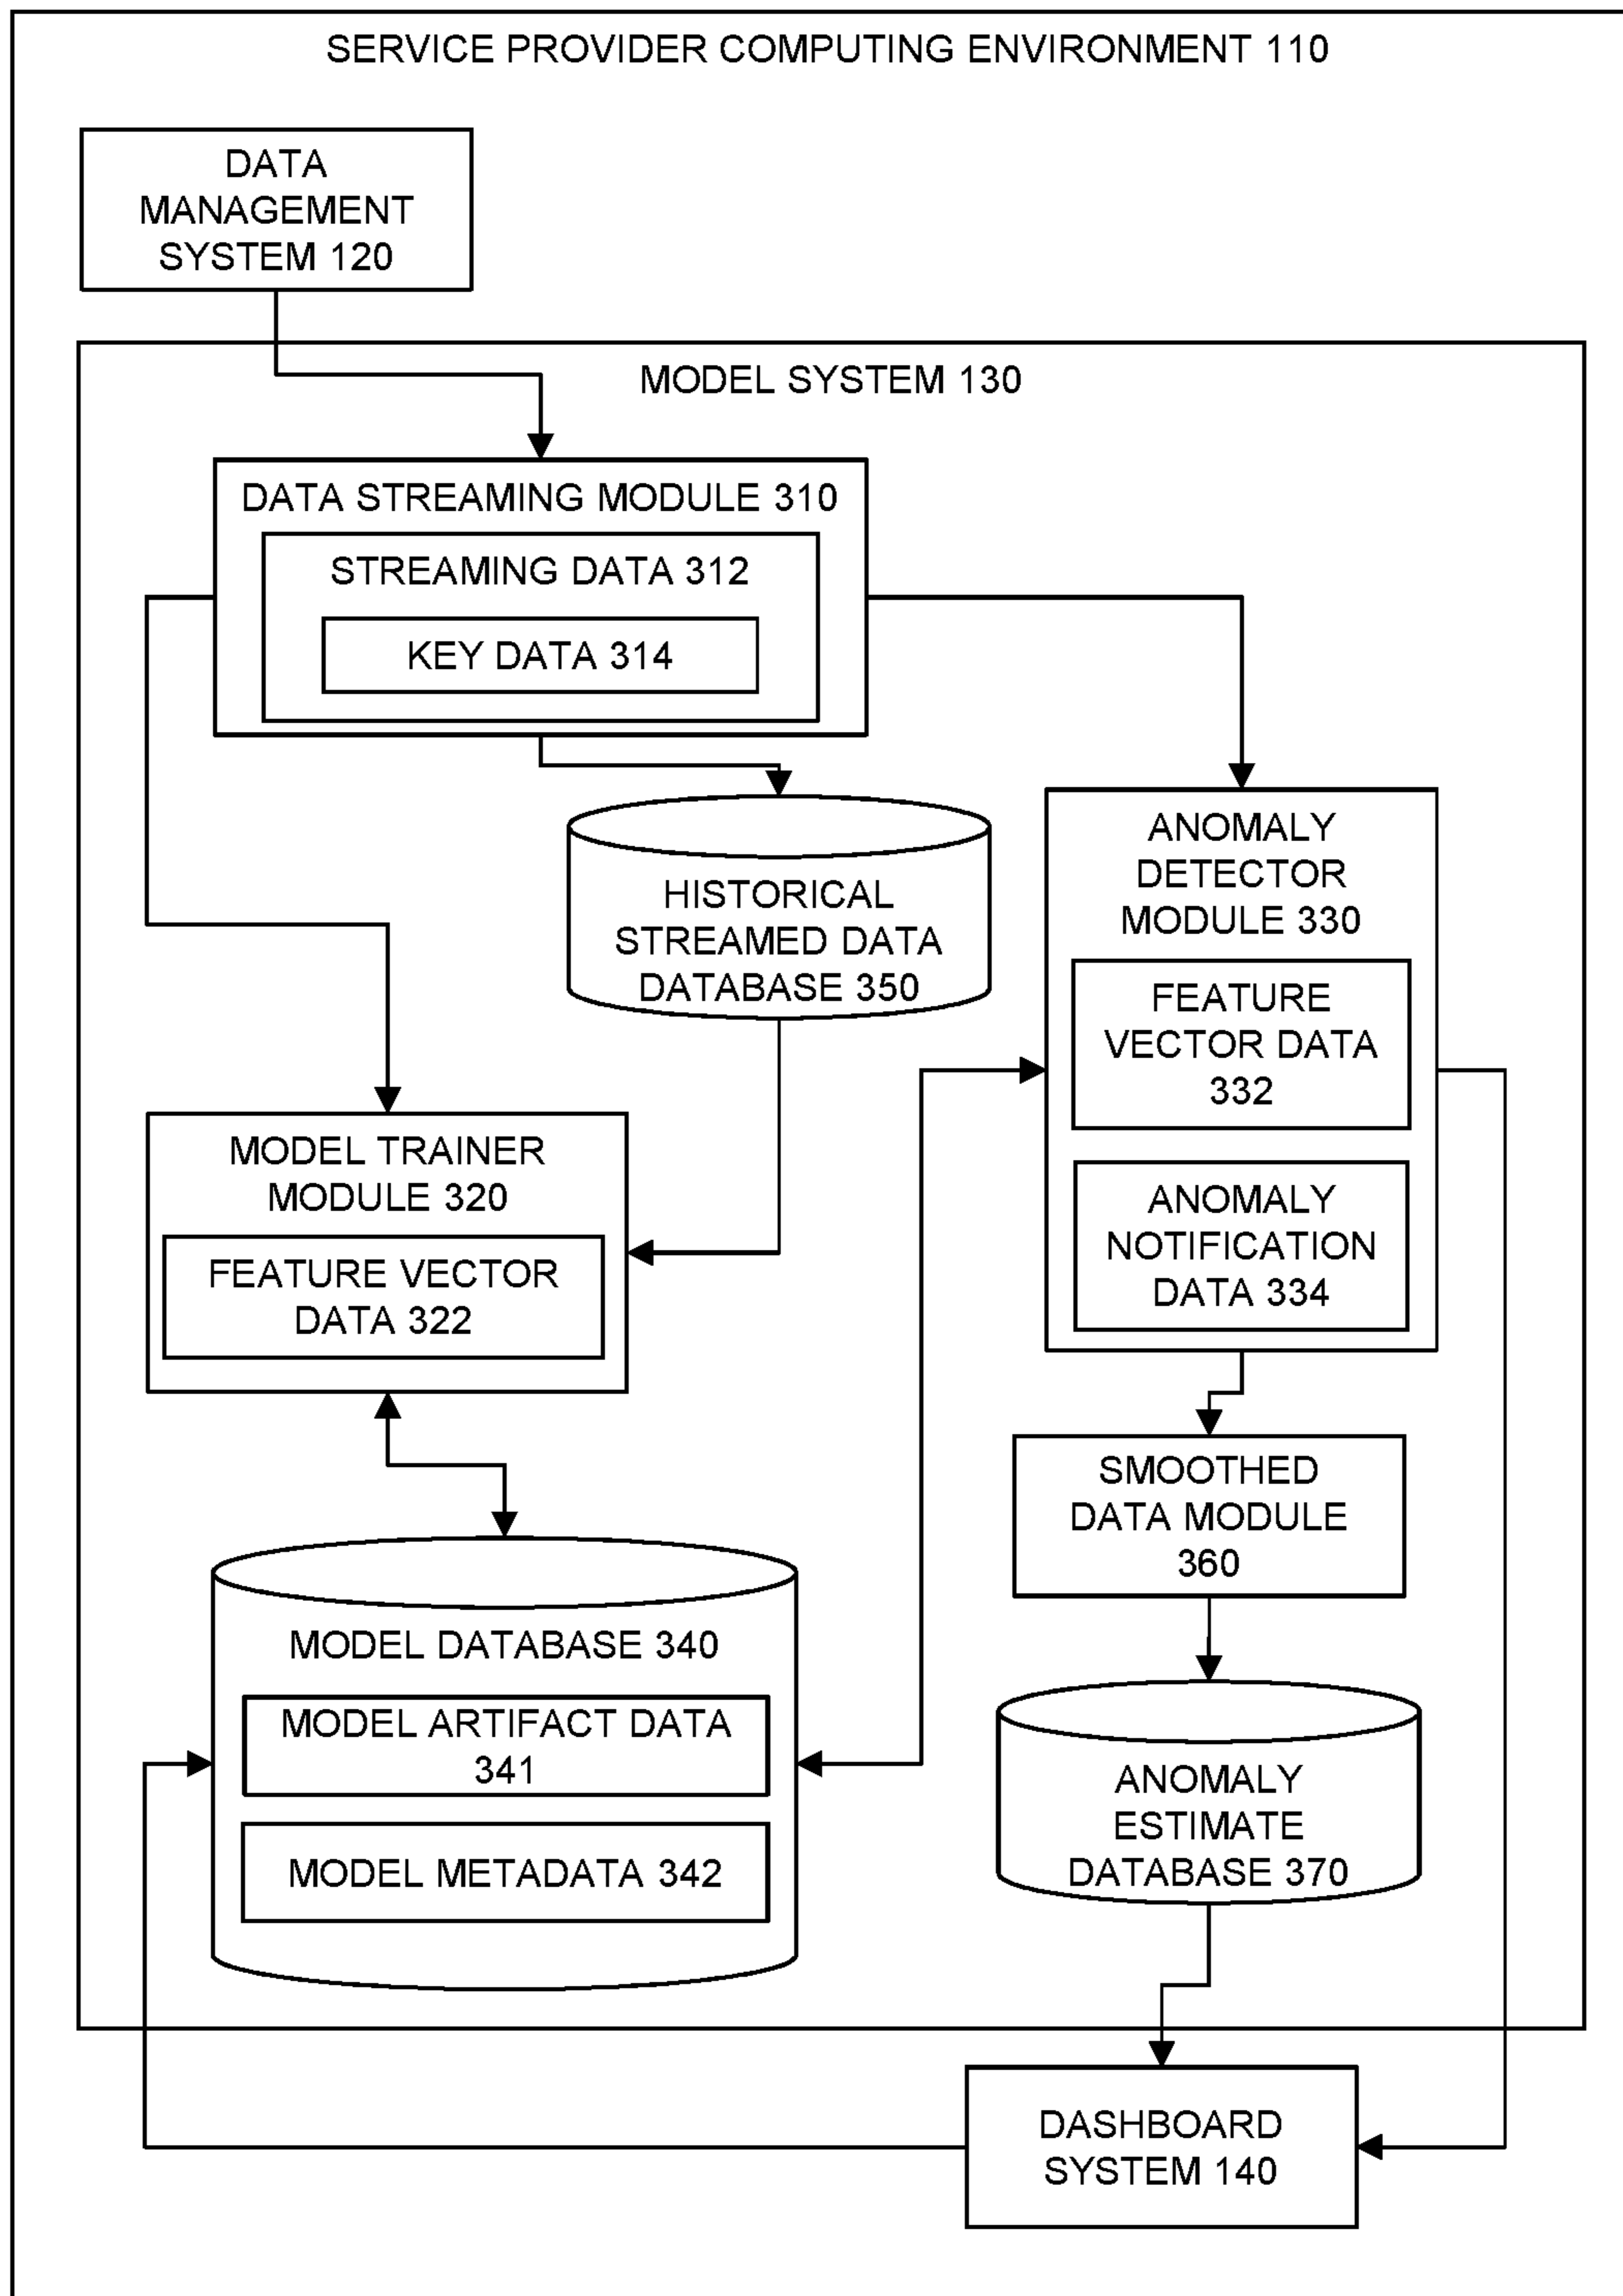 SERVICE PROVIDER COMPUTING ENVIRONMENT 110
DATA
MANAGEMENT
SYSTEM 120
MODEL SYSTEM 130
DATA STREAMING MODULE 310
STREAMING DATA 312
KEY DATA 314
HISTORICAL
STREAMED DATA
DATABASE 350
ANOMALY
DETECTOR
MODULE 330
FEATURE
VECTOR DATA
332
ANOMALY
NOTIFICATION
DATA 334
MODEL TRAINER
MODULE 320
FEATURE VECTOR
DATA 322
SMOOTHED
DATA MODULE
360
MODEL DATABASE 340
MODEL ARTIFACT DATA
341
MODEL METADATA 342
ANOMALY
ESTIMATE
DATABASE 370
DASHBOARD
SYSTEM 140